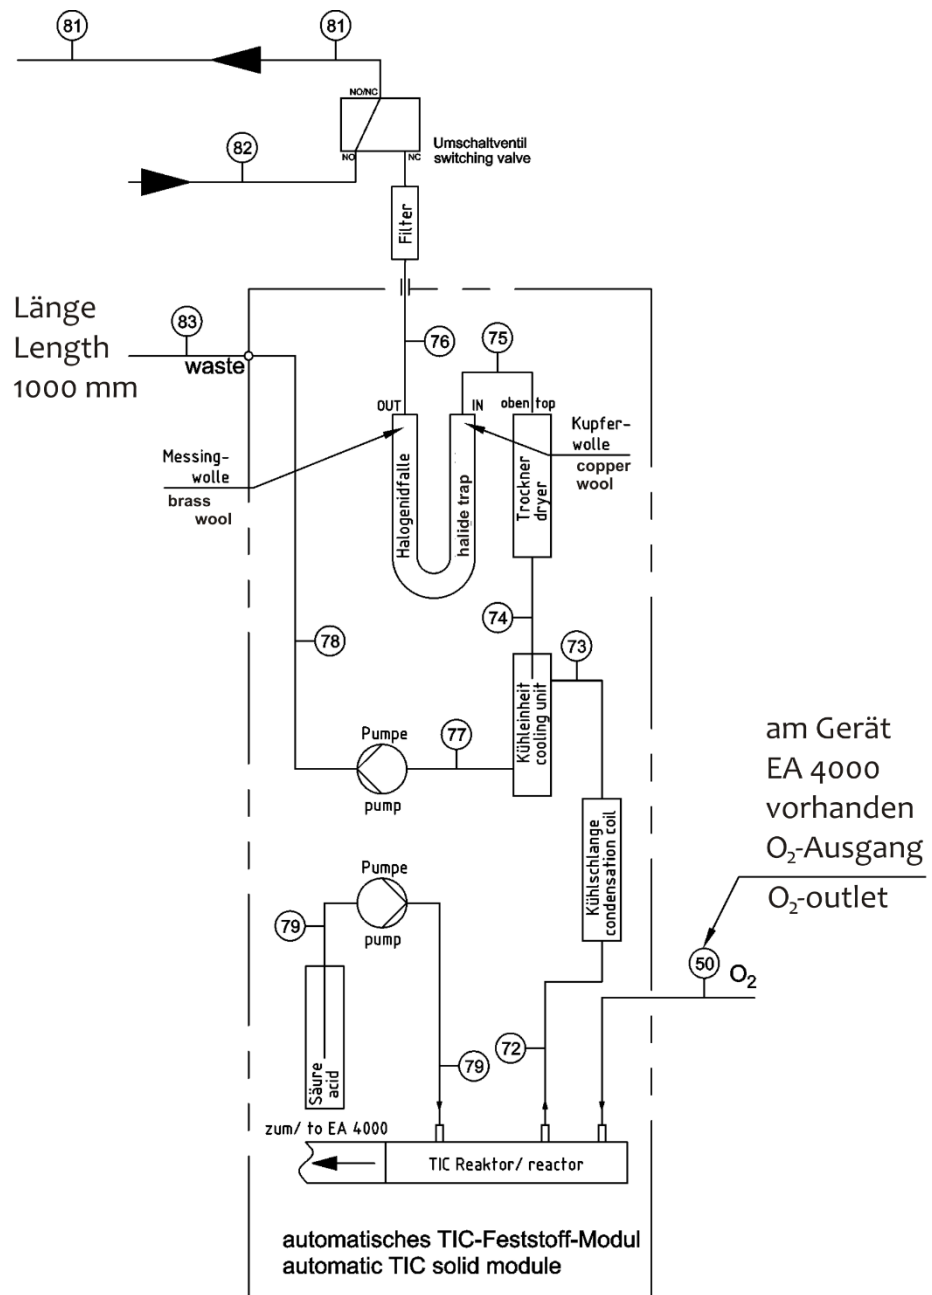 81
81
NO/NC
Umschaltventil
switching valve
NO
NC
82
Filter
Länge
Length
1000 mm
83
waste
76
75
OUT
IN
oben top
Messing-
wolle
brass
wool
Kupfer-
wolle
copper
wool
Halogenidfalle
halide trap
Trockner
dryer
74
73
78
Kühleinheit
cooling unit
Pumpe
pump
77
am Gerät
EA 4000
vorhanden
O₂-Ausgang
O₂-outlet
Kühlschlange
condensation coil
Pumpe
pump
79
50
O₂
Säure
acid
79
72
zum/ to EA 4000
TIC Reaktor/ reactor
automatisches TIC-Feststoff-Modul
automatic TIC solid module